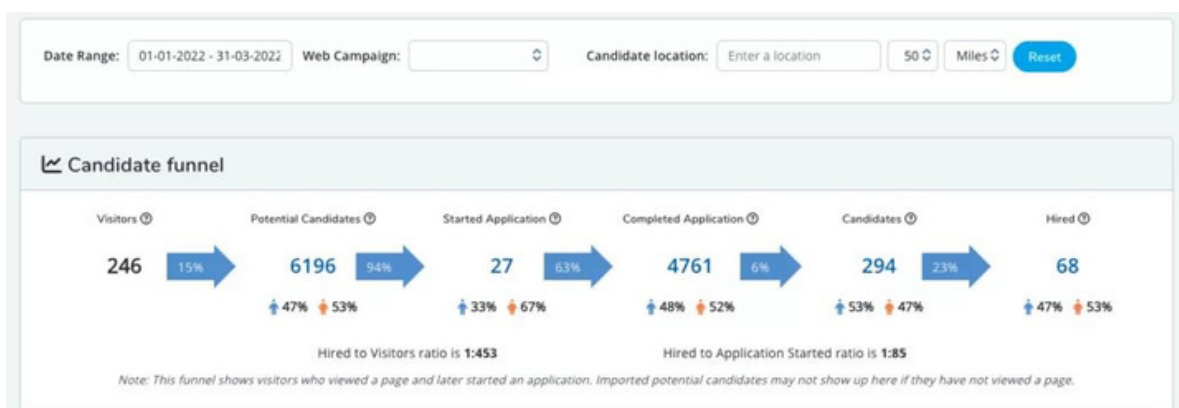 Date Range: 01-01-2022 - 31-03-2022 Web Campaign: Candidate location: Enter a location 50 Miles Reset
Candidate funnel
Visitors Potential Candidates Started Application Completed Application Candidates Hired
246 15% 6196 94% 27 63% 4761 6% 294 23% 68
47% 53% 33% 67% 48% 52% 53% 47% 47% 53%
Hired to Visitors ratio is 1:453 Hired to Application Started ratio is 1:85
Note: This funnel shows visitors who viewed a page and later started an application. Imported potential candidates may not show up here if they have not viewed a page.